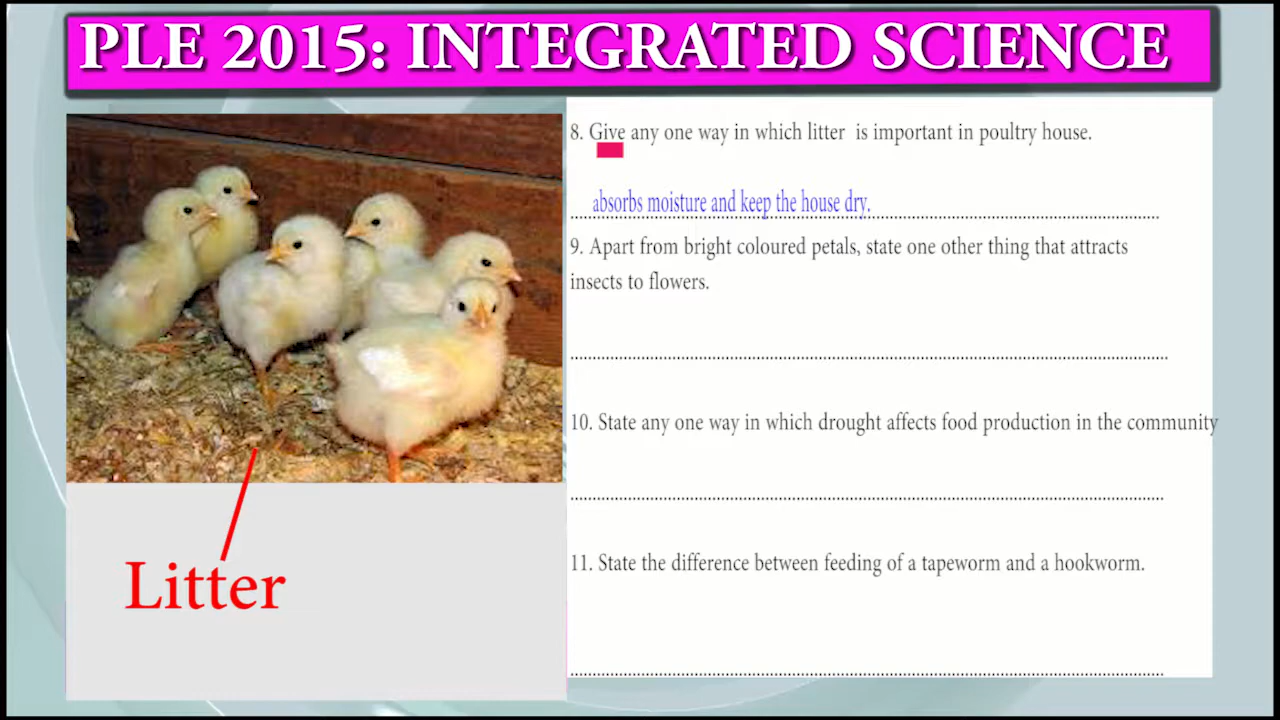 PLE 2015: INTEGRATED SCIENCE
8. Give any one way in which litter is important in poultry house.
absorbs moisture and keep the house dry.
9. Apart from bright coloured petals, state one other thing that attracts
insects to flowers.
10. State any one way in which drought affects food production in the community
11. State the difference between feeding of a tapeworm and a hookworm.
Litter